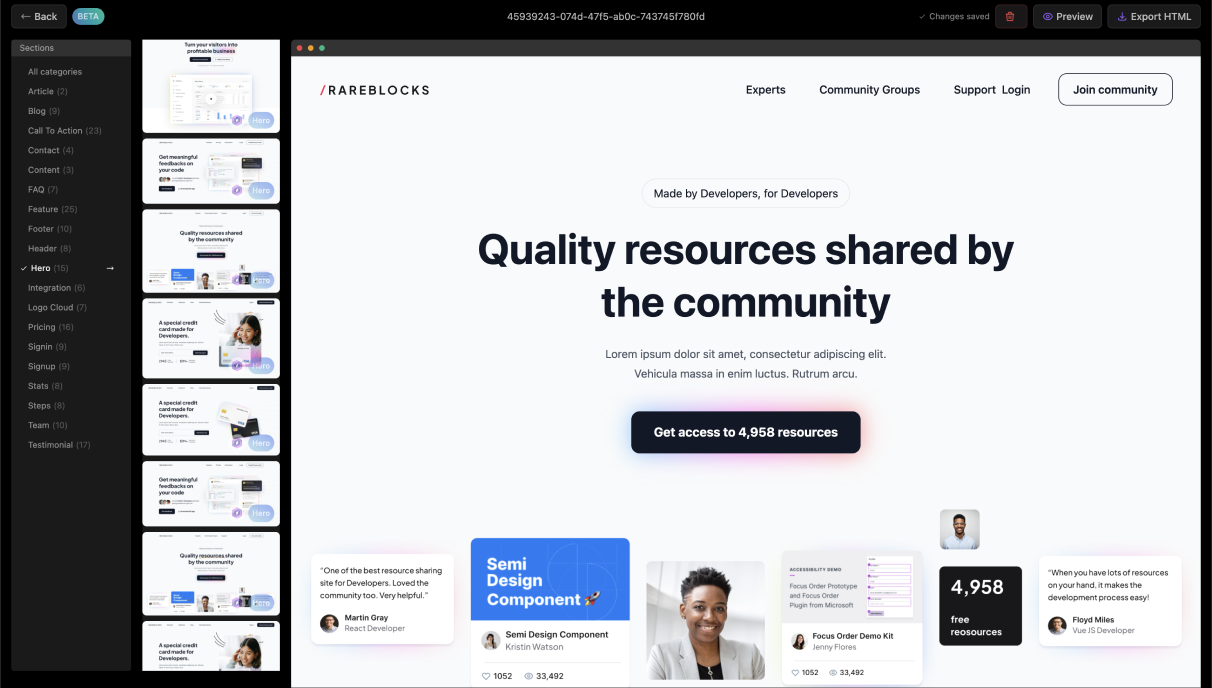 ← Back
BETA
45939243-074d-47f5-ab0c-743745f780fd
✓ Changes saved
Preview
Export HTML
Sections
All categories
Article (2)
Blog (9)
Call To Action (23)
Contact (4)
Content (3)
FAQ (7)
Feature (25)
Footer (10)
Header (8)
✓ Hero (15) →
Integration (6)
Logo Cloud (7)
Pricing (16)
Signin (9)
Signup (9)
Stats (8)
Steps (8)
Team (10)
Testimonial (17)
Turn your visitors into
profitable business
Hero
Get meaningful
feedbacks on
your code
Hero
Quality resources shared
by the community
Hero
A special credit
card made for
Developers.
Hero
A special credit
card made for
Developers.
Hero
Get meaningful
feedbacks on
your code
Hero
Quality resources shared
by the community
Hero
A special credit
card made for
Developers.
/RAREBLOCKS
Experts
Community Groups
Support
Login
Join community
Made by Developers, for Developers
Quality resources shared by
the community
Lorem ipsum dolor sit amet, consectetur adipiscing elit.
Vehicula massa in enim luctus. Rutrum arcu.
Get access to 4,958 resources
"One of the best resource sharing
site for Developers. Loved the
community too. Very helpful."
Martin Gray
React Developer
Semi
Design
Component 🚀
Semi Design Component
Kristin Watson
1052
33,492
ACCESSIBILITY DEMO
Focus Order Prototype
and Focus Order
Plugin from Microsoft
Focus Order Demo Kit
Jenny Flores
1052
33,492
4,958
free
reosources
"When you have lots of resources
on your hand, it makes the
development process easy!
Floyd Miles
Vue JS Developer